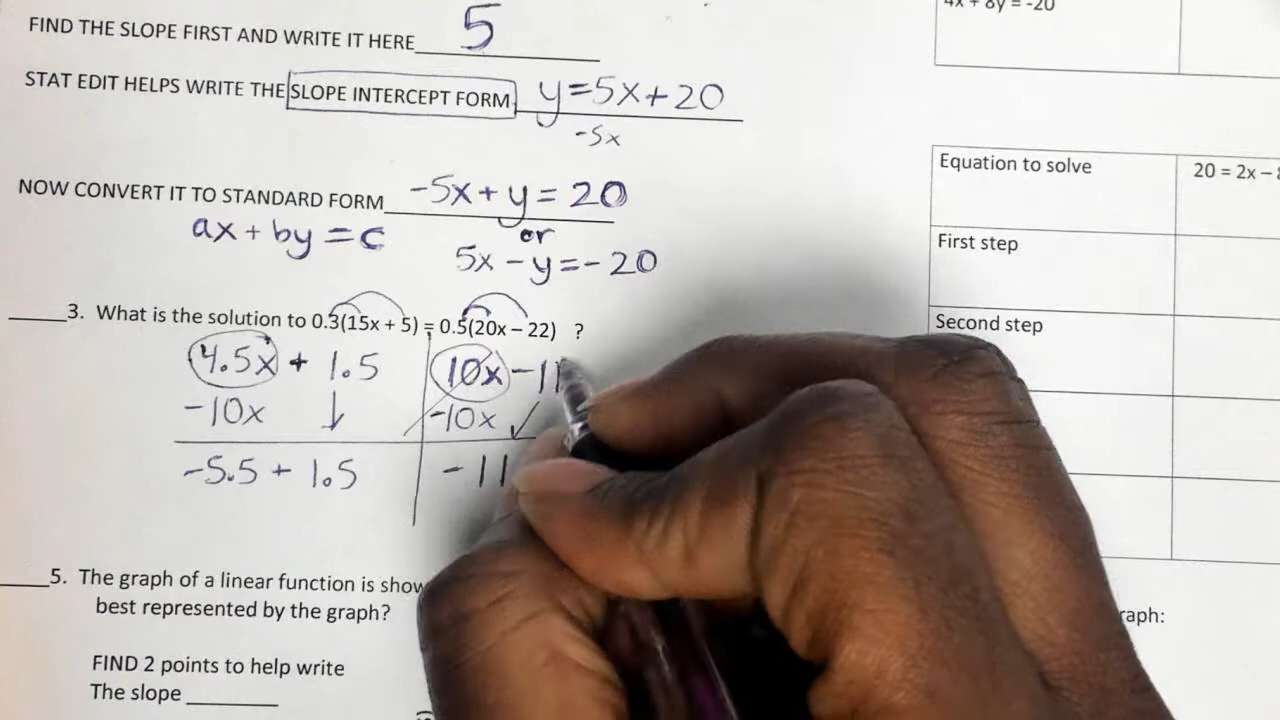 FIND THE SLOPE FIRST AND WRITE IT HERE 5
STAT EDIT HELPS WRITE THE SLOPE INTERCEPT FORM y=5x+20
-5x
NOW CONVERT IT TO STANDARD FORM -5x+y=20
ax+by=c
or
5x-y=-20
3. What is the solution to 0.3(15x + 5) = 0.5(20x – 22) ?
4.5x + 1.5 10x-11
-10x ↓ -10x ↓
-5.5 + 1.5 -11
5. The graph of a linear function is
best represented by the graph?
FIND 2 points to help write
The slope
4x + 8y = -20
Equation to solve 20 = 2x –
First step
Second step